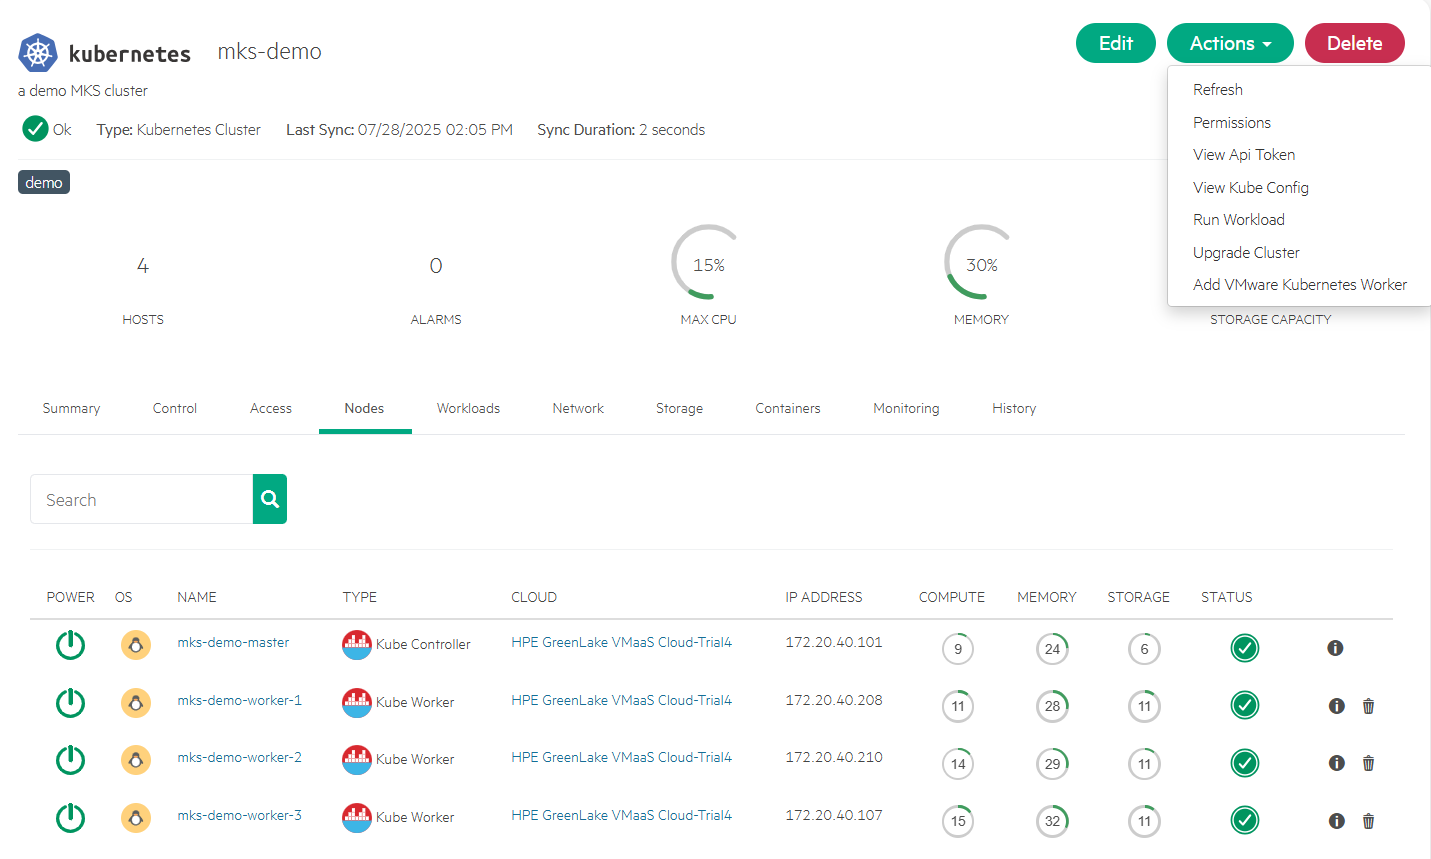 kubernetes mks-demo
Edit Actions Delete
a demo MKS cluster
Ok Type: Kubernetes Cluster Last Sync: 07/28/2025 02:05 PM Sync Duration: 2 seconds
Refresh
Permissions
View Api Token
View Kube Config
Run Workload
Upgrade Cluster
Add VMware Kubernetes Worker
demo
4 0 15% 30%
HOSTS ALARMS MAX CPU MEMORY STORAGE CAPACITY
Summary Control Access Nodes Workloads Network Storage Containers Monitoring History
Search
POWER OS NAME TYPE CLOUD IP ADDRESS COMPUTE MEMORY STORAGE STATUS
mks-demo-master Kube Controller HPE GreenLake VMaaS Cloud-Trial4 172.20.40.101 9 24 6
mks-demo-worker-1 Kube Worker HPE GreenLake VMaaS Cloud-Trial4 172.20.40.208 11 28 11
mks-demo-worker-2 Kube Worker HPE GreenLake VMaaS Cloud-Trial4 172.20.40.210 14 29 11
mks-demo-worker-3 Kube Worker HPE GreenLake VMaaS Cloud-Trial4 172.20.40.107 15 32 11